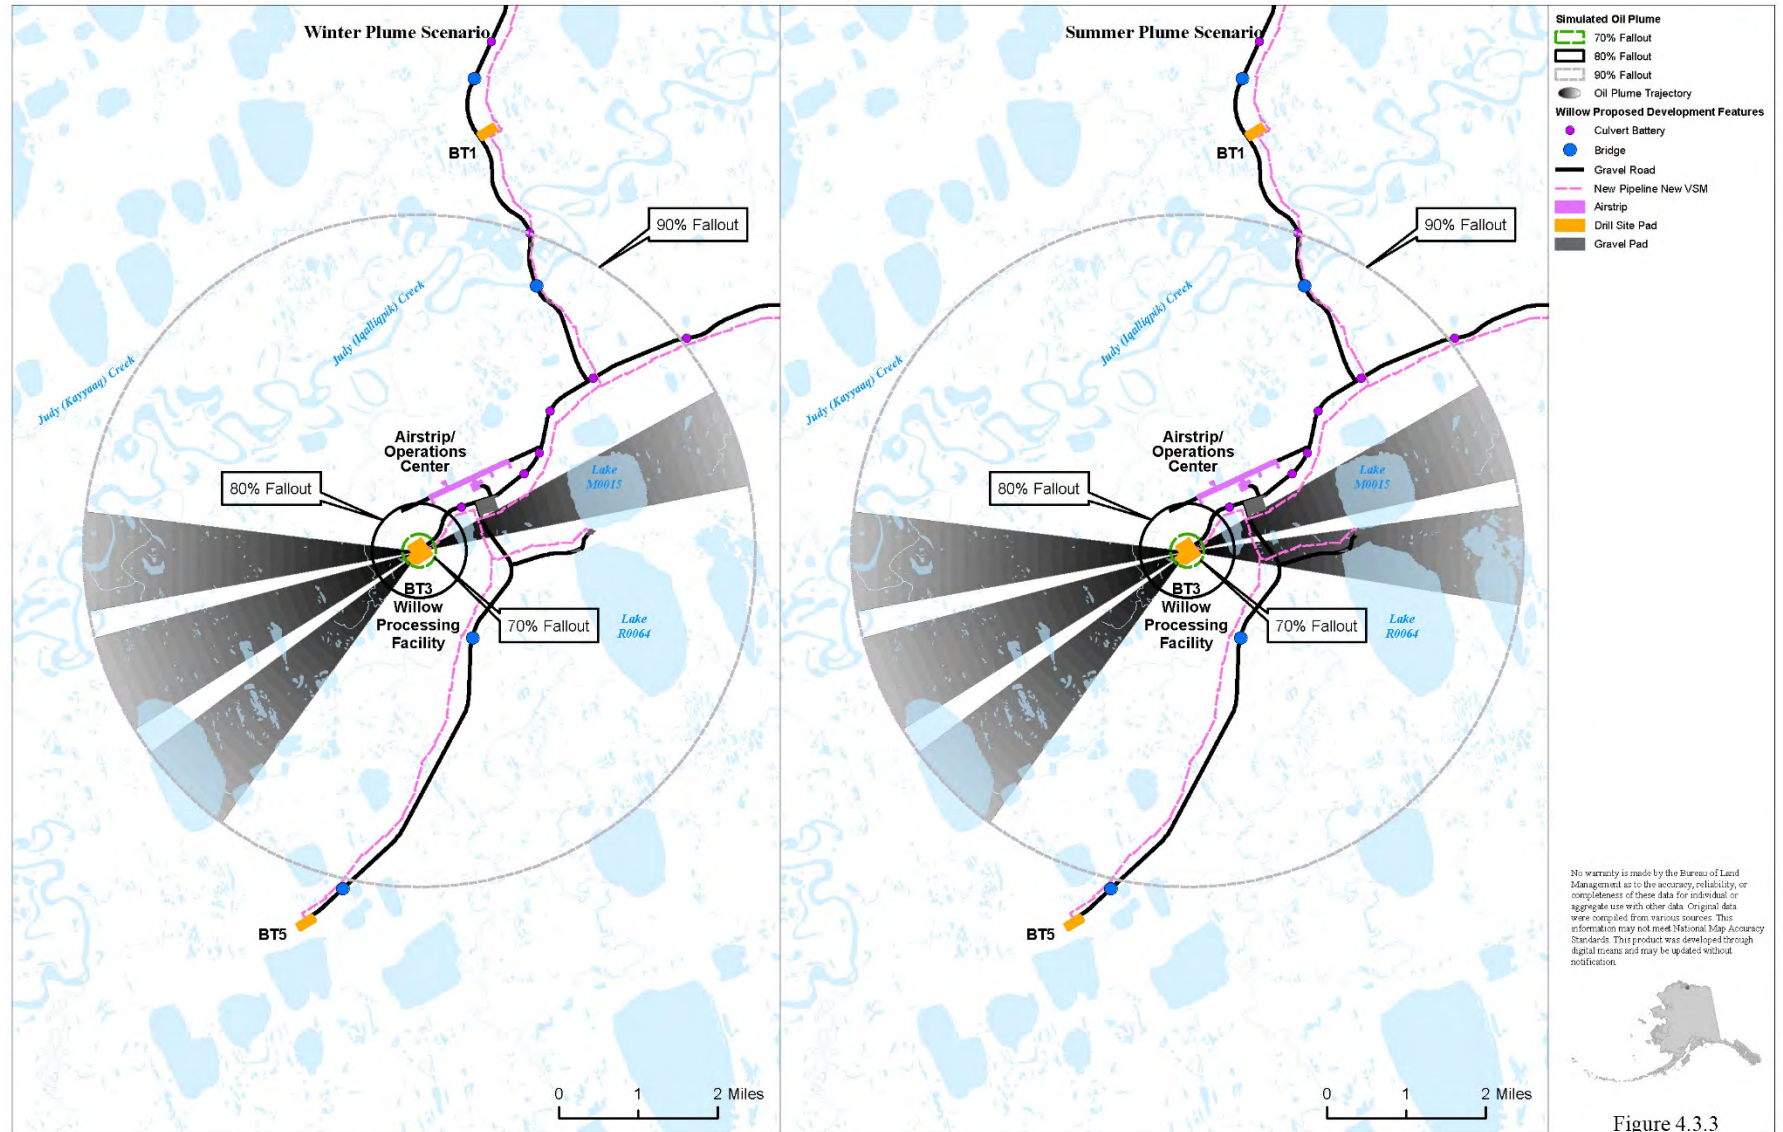 Winter Plume Scenario
BT1
90% Fallout
Judy (Iqalliqpik) Creek
Judy (Kayyaaq) Creek
Airstrip/
Operations
Center
80% Fallout
Lake
M0015
BT3
Willow
Processing
Facility
70% Fallout
Lake
R0064
BT5
0 1 2 Miles
Summer Plume Scenario
BT1
90% Fallout
Judy (Iqalliqpik) Creek
Judy (Kayyaaq) Creek
Airstrip/
Operations
Center
80% Fallout
Lake
M0015
BT3
Willow
Processing
Facility
70% Fallout
Lake
R0064
BT5
0 1 2 Miles
Simulated Oil Plume
70% Fallout
80% Fallout
90% Fallout
Oil Plume Trajectory
Willow Proposed Development Features
Culvert Battery
Bridge
Gravel Road
New Pipeline New VSM
Airstrip
Drill Site Pad
Gravel Pad
No warranty is made by the Bureau of Land
Management as to the accuracy, reliability, or
completeness of these data for individual or
aggregate use with other data. Original data
were compiled from various sources. This
information may not meet National Map Accuracy
Standards. This product was developed through
digital means and may be updated without
notification.
Figure 4.3.3